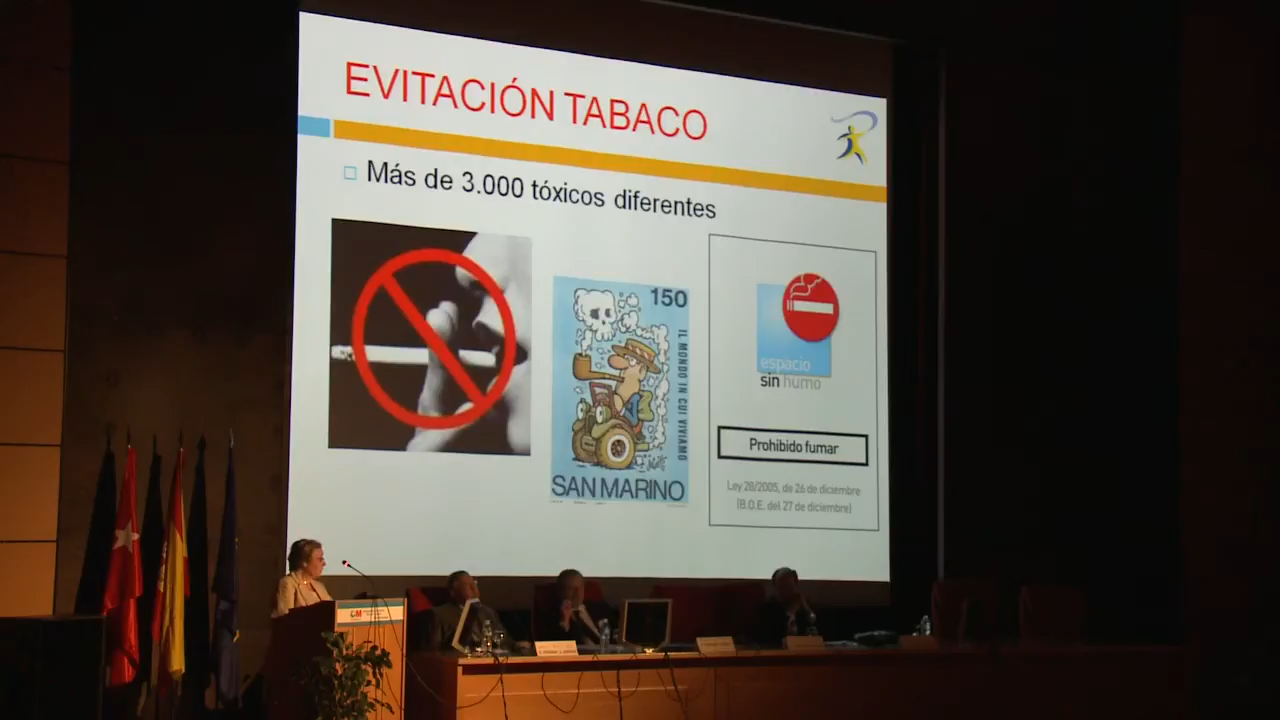 EVITACIÓN TABACO
Más de 3.000 tóxicos diferentes
150
IL MONDO IN CUI VIVIAMO
SAN MARINO
espacio
sin humo
Prohibido fumar
Ley 28/2005, de 26 de diciembre
(B.O.E. del 27 de diciembre)